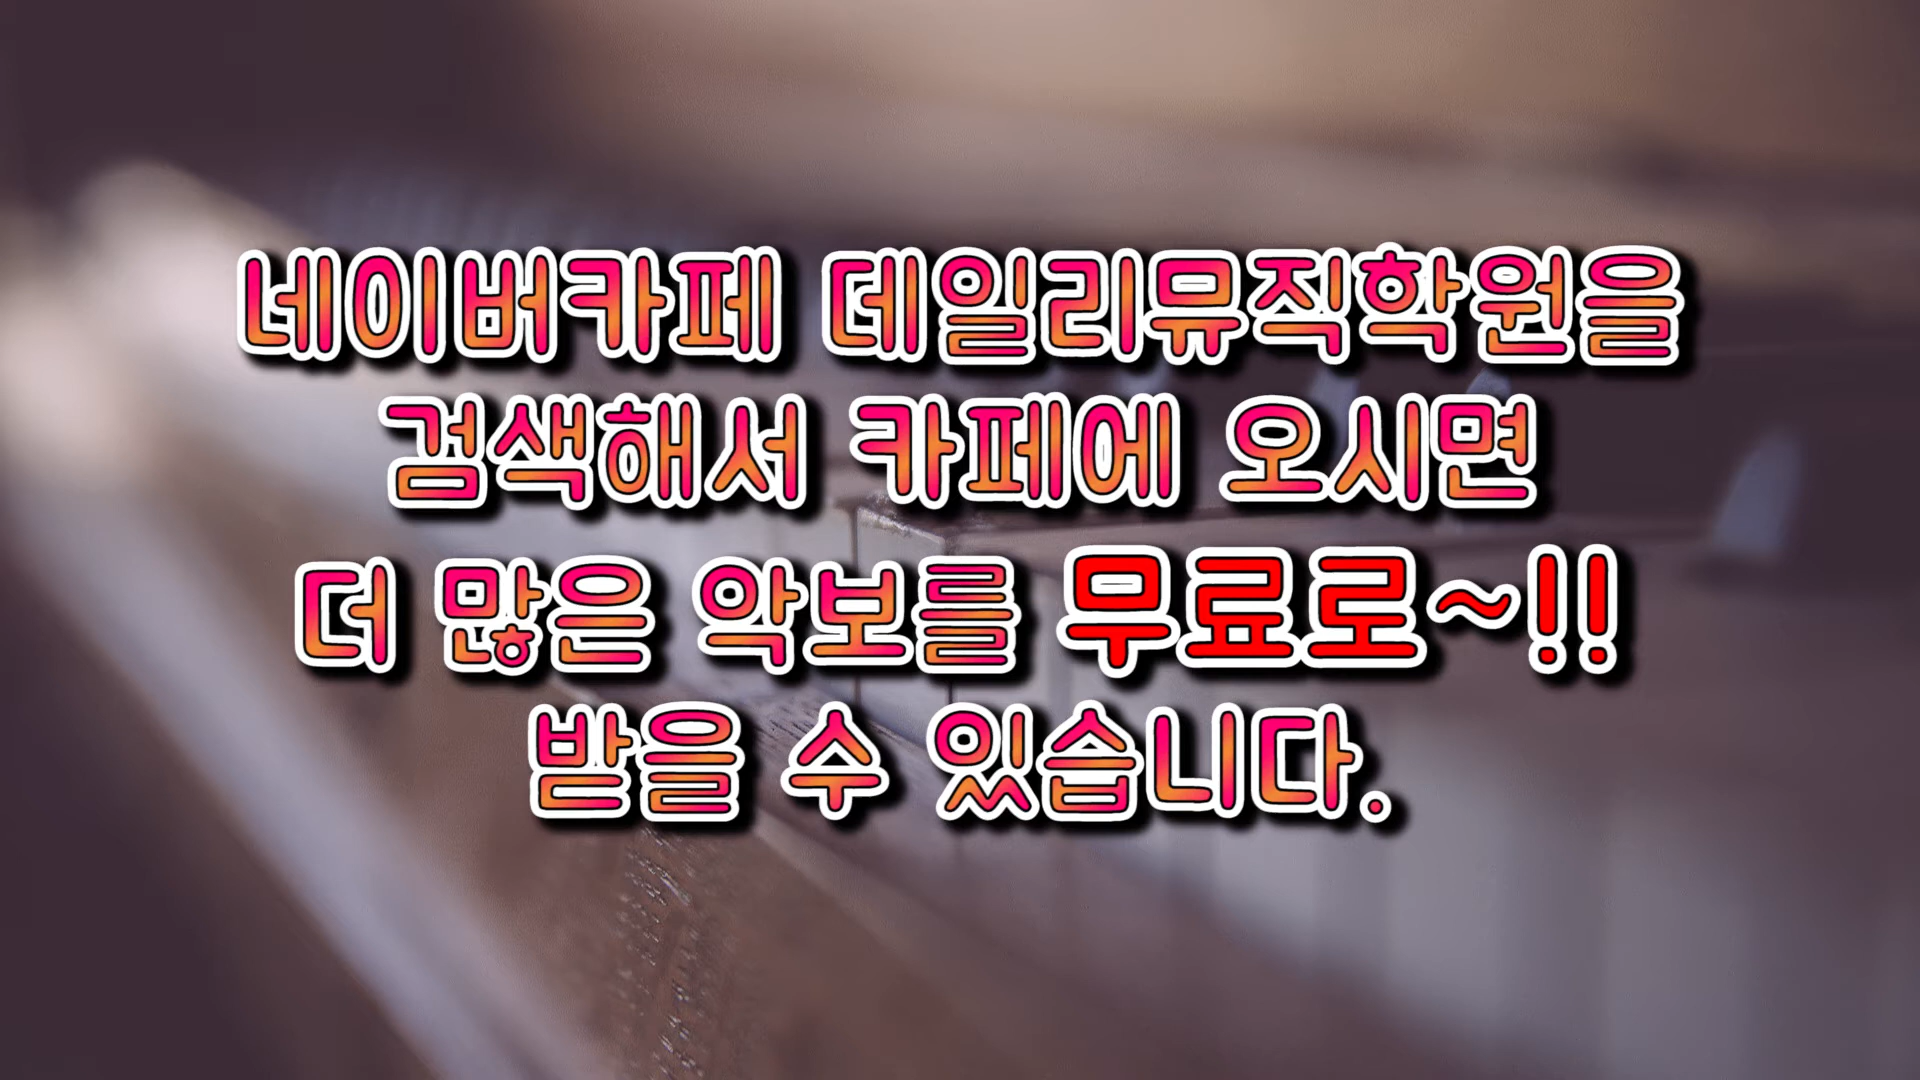 네이버카페 데일리뮤직학원을
검색해서 카페에 오시면
더 많은 악보를 무료로~!!
받을 수 있습니다.